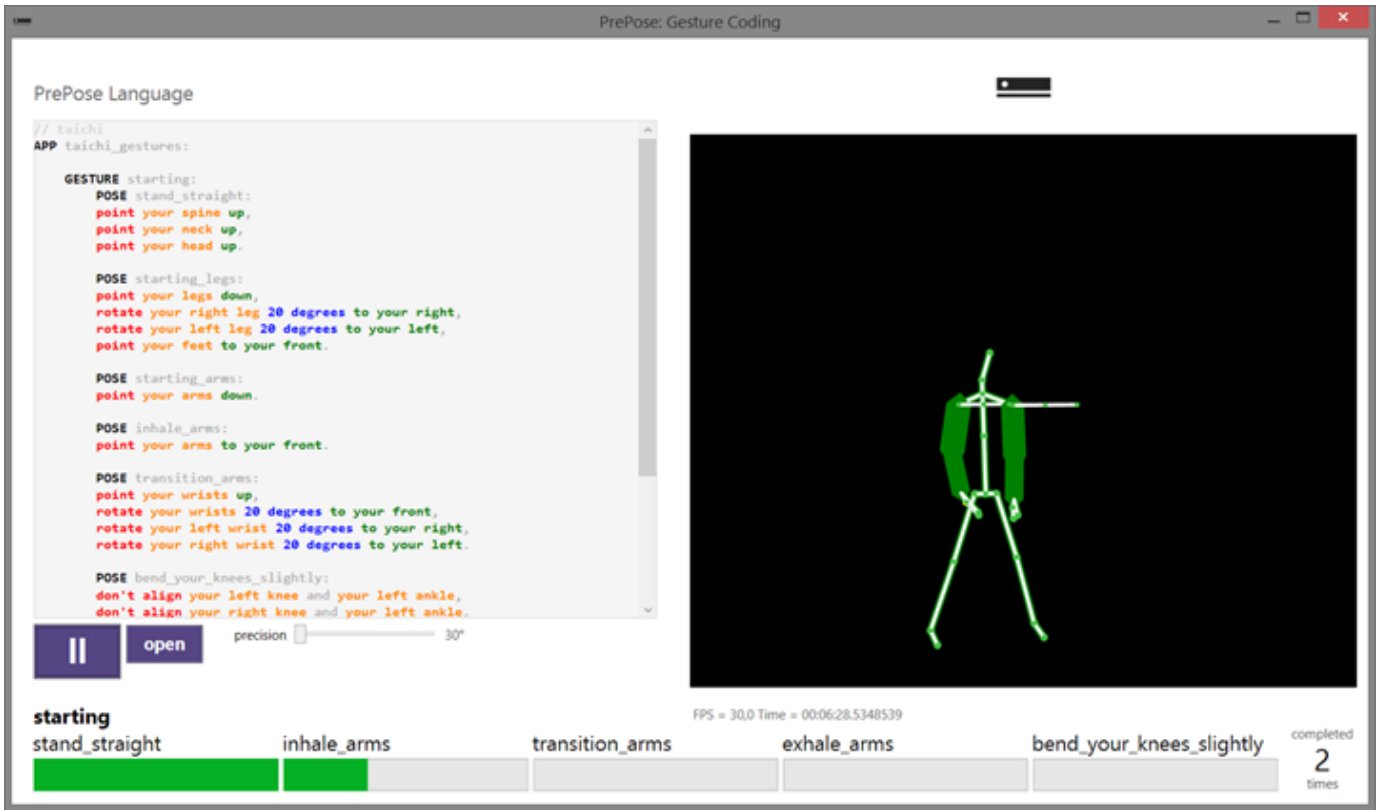 PrePose: Gesture Coding
PrePose Language
// taichi
APP taichi_gestures:
GESTURE starting:
POSE stand_straight:
point your spine up,
point your neck up,
point your head up.
POSE starting_legs:
point your legs down,
rotate your right leg 20 degrees to your right,
rotate your left leg 20 degrees to your left,
point your feet to your front.
POSE starting_arms:
point your arms down.
POSE inhale_arms:
point your arms to your front.
POSE transition_arms:
point your wrists up,
rotate your wrists 20 degrees to your front,
rotate your left wrist 20 degrees to your right,
rotate your right wrist 20 degrees to your left.
POSE bend_your_knees_slightly:
don't align your left knee and your left ankle,
don't align your right knee and your left ankle.
open
precision 30°
FPS = 30,0 Time = 00:06:28.5348539
starting
stand_straight inhale_arms transition_arms exhale_arms bend_your_knees_slightly
completed
2
times